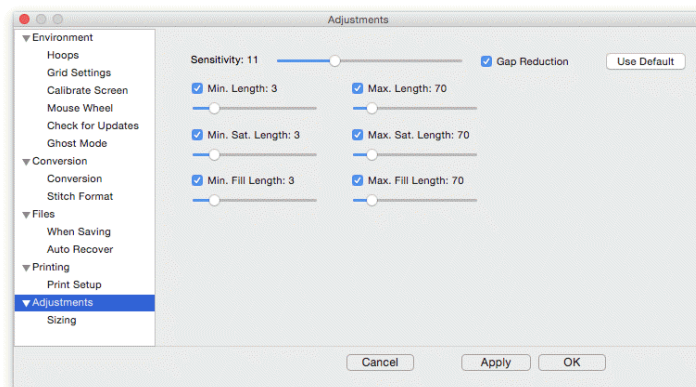 Adjustments
Environment
Hoops
Grid Settings
Calibrate Screen
Mouse Wheel
Check for Updates
Ghost Mode
Conversion
Conversion
Stitch Format
Files
When Saving
Auto Recover
Printing
Print Setup
Adjustments
Sizing
Sensitivity: 11
Gap Reduction
Use Default
Min. Length: 3
Max. Length: 70
Min. Sat. Length: 3
Max. Sat. Length: 70
Min. Fill Length: 3
Max. Fill Length: 70
Cancel
Apply
OK